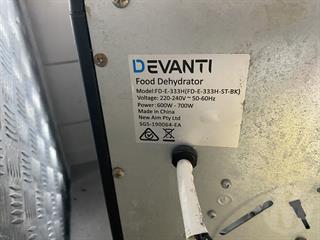 DEVANTI
Food Dehydrator
Model:FD-E-333H(FD-E-333H-ST-BK)
Voltage: 220-240V ~ 50-60Hz
Power: 600W - 700W
Made in China
New Aim Pty Ltd
SGS-190064-EA